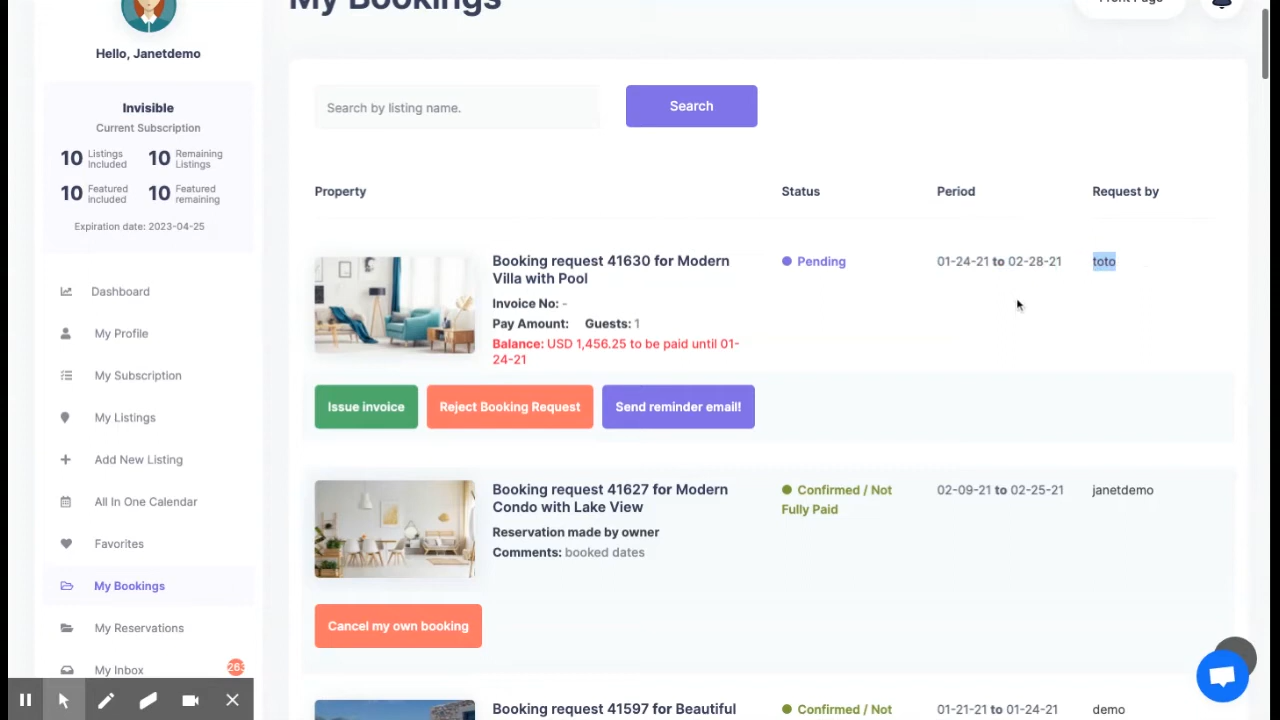 My Bookings
Front Page
Hello, Janetdemo
Invisible
Current Subscription
10 Listings Included
10 Remaining Listings
10 Featured included
10 Featured remaining
Expiration date: 2023-04-25
Dashboard
My Profile
My Subscription
My Listings
Add New Listing
All In One Calendar
Favorites
My Bookings
My Reservations
My Inbox
263
Search by listing name.
Search
Property
Status
Period
Request by
Booking request 41630 for Modern
Villa with Pool
Invoice No: -
Pay Amount: Guests: 1
Balance: USD 1,456.25 to be paid until 01-
24-21
Pending
01-24-21 to 02-28-21
toto
Issue invoice
Reject Booking Request
Send reminder email!
Booking request 41627 for Modern
Condo with Lake View
Reservation made by owner
Comments: booked dates
Confirmed / Not
Fully Paid
02-09-21 to 02-25-21
janetdemo
Cancel my own booking
Booking request 41597 for Beautiful
Confirmed / Not
01-21-21 to 01-24-21
demo